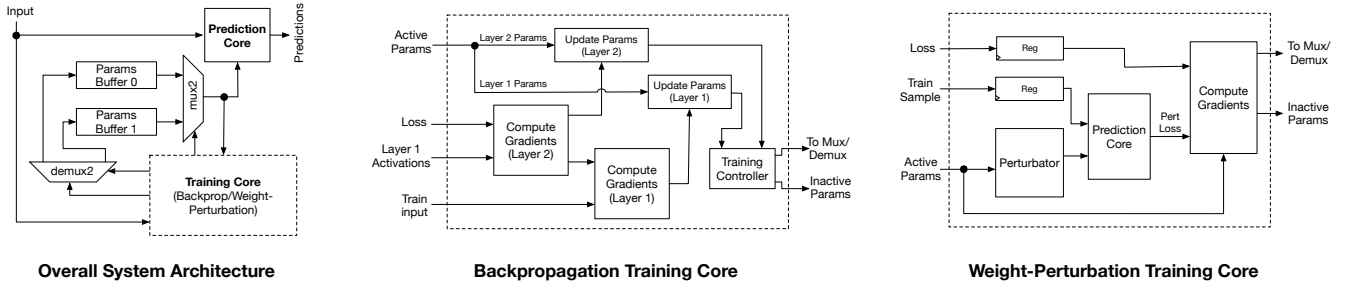 Input
Prediction
Core
Predictions
Params
Buffer 0
Params
Buffer 1
mux2
demux2
Training Core
(Backprop/Weight-
Perturbation)
Overall System Architecture
Active
Params
Layer 2 Params
Update Params
(Layer 2)
Layer 1 Params
Update Params
(Layer 1)
Loss
Layer 1
Activations
Compute
Gradients
(Layer 2)
Train
input
Compute
Gradients
(Layer 1)
Training
Controller
To Mux/
Demux
Inactive
Params
Backpropagation Training Core
Loss
Reg
Train
Sample
Reg
Active
Params
Perturbator
Prediction
Core
Pert
Loss
Compute
Gradients
To Mux/
Demux
Inactive
Params
Weight-Perturbation Training Core